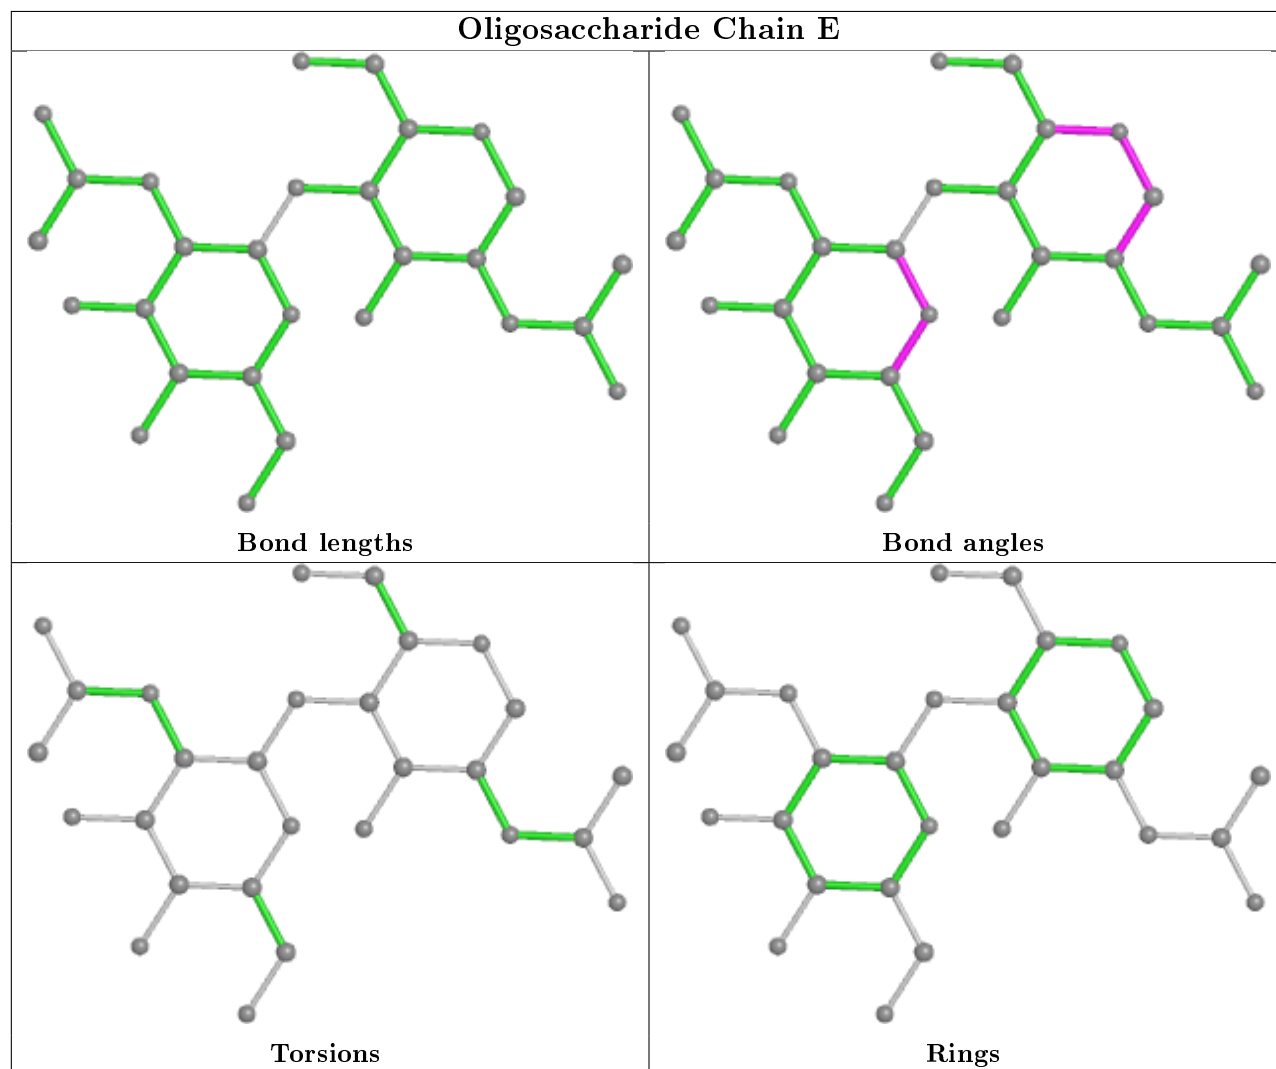 Oligosaccharide Chain E
Bond lengths
Bond angles
Torsions
Rings